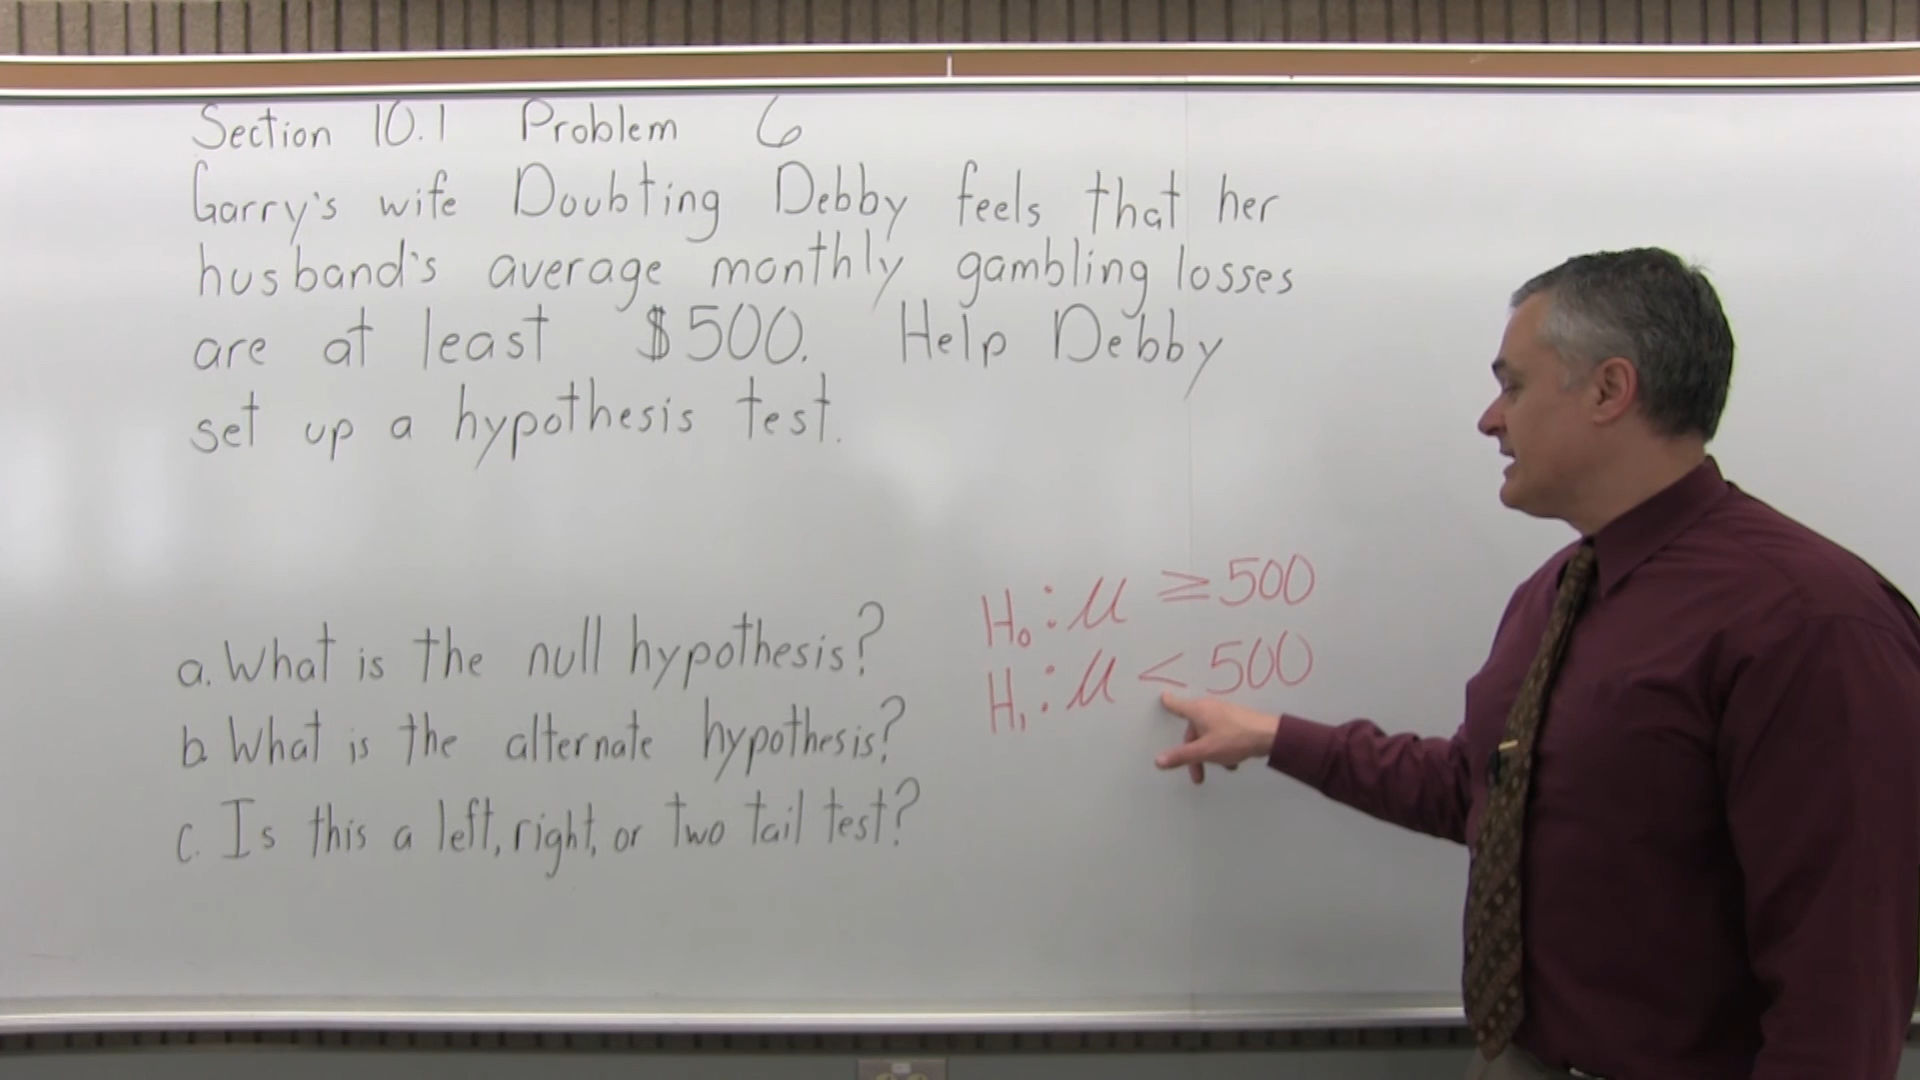 Section 10.1 Problem 6
Garry's wife Doubting Debby feels that her
husband's average monthly gambling losses
are at least $500. Help Debby
set up a hypothesis test.
a. What is the null hypothesis?
b. What is the alternate hypothesis?
c. Is this a left, right, or two tail test?
H₀: μ ≥ 500
H₁: μ < 500